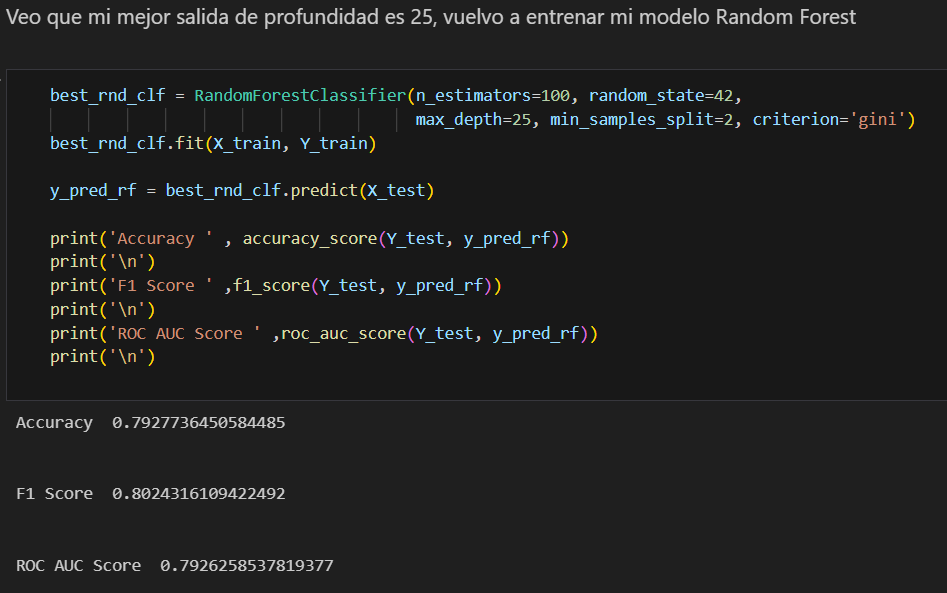 Veo que mi mejor salida de profundidad es 25, vuelvo a entrenar mi modelo Random Forest
best_rnd_clf = RandomForestClassifier(n_estimators=100, random_state=42,
max_depth=25, min_samples_split=2, criterion='gini')
best_rnd_clf.fit(X_train, Y_train)
y_pred_rf = best_rnd_clf.predict(X_test)
print('Accuracy ' , accuracy_score(Y_test, y_pred_rf))
print('\n')
print('F1 Score ' ,f1_score(Y_test, y_pred_rf))
print('\n')
print('ROC AUC Score ' ,roc_auc_score(Y_test, y_pred_rf))
print('\n')
Accuracy  0.7927736450584485
F1 Score  0.8024316109422492
ROC AUC Score  0.7926258537819377